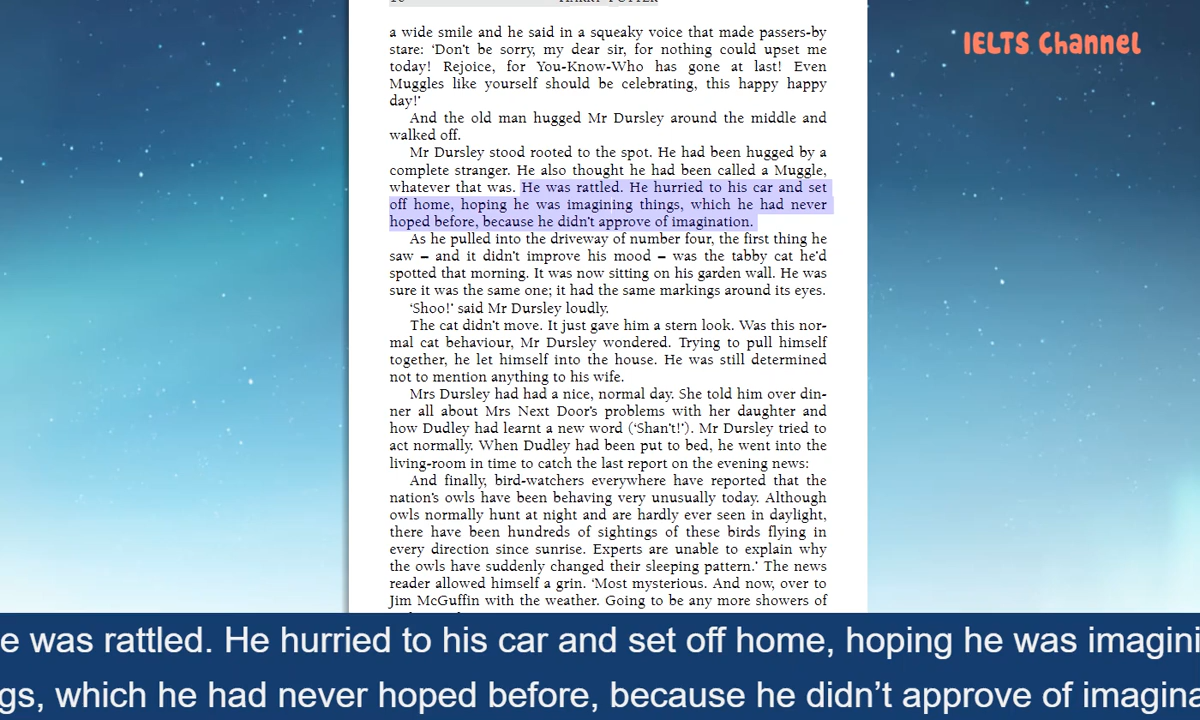 IELTS Channel
a wide smile and he said in a squeaky voice that made passers-by
stare: ‘Don't be sorry, my dear sir, for nothing could upset me
today! Rejoice, for You-Know-Who has gone at last! Even
Muggles like yourself should be celebrating, this happy happy
day!’
And the old man hugged Mr Dursley around the middle and
walked off.
Mr Dursley stood rooted to the spot. He had been hugged by a
complete stranger. He also thought he had been called a Muggle,
whatever that was. He was rattled. He hurried to his car and set
off home, hoping he was imagining things, which he had never
hoped before, because he didn't approve of imagination.
As he pulled into the driveway of number four, the first thing he
saw – and it didn't improve his mood – was the tabby cat he'd
spotted that morning. It was now sitting on his garden wall. He was
sure it was the same one; it had the same markings around its eyes.
‘Shoo!’ said Mr Dursley loudly.
The cat didn't move. It just gave him a stern look. Was this nor-
mal cat behaviour, Mr Dursley wondered. Trying to pull himself
together, he let himself into the house. He was still determined
not to mention anything to his wife.
Mrs Dursley had had a nice, normal day. She told him over din-
ner all about Mrs Next Door's problems with her daughter and
how Dudley had learnt a new word (‘Shan't!’). Mr Dursley tried to
act normally. When Dudley had been put to bed, he went into the
living-room in time to catch the last report on the evening news:
And finally, bird-watchers everywhere have reported that the
nation's owls have been behaving very unusually today. Although
owls normally hunt at night and are hardly ever seen in daylight,
there have been hundreds of sightings of these birds flying in
every direction since sunrise. Experts are unable to explain why
the owls have suddenly changed their sleeping pattern.’ The news
reader allowed himself a grin. ‘Most mysterious. And now, over to
Jim McGuffin with the weather. Going to be any more showers of
e was rattled. He hurried to his car and set off home, hoping he was imagini
gs, which he had never hoped before, because he didn’t approve of imagina